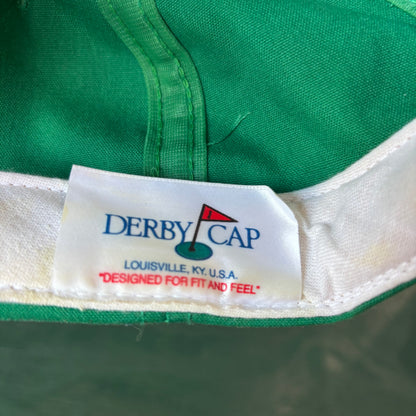 DERBY CAP
LOUISVILLE, KY. U.S.A.
"DESIGNED FOR FIT AND FEEL"